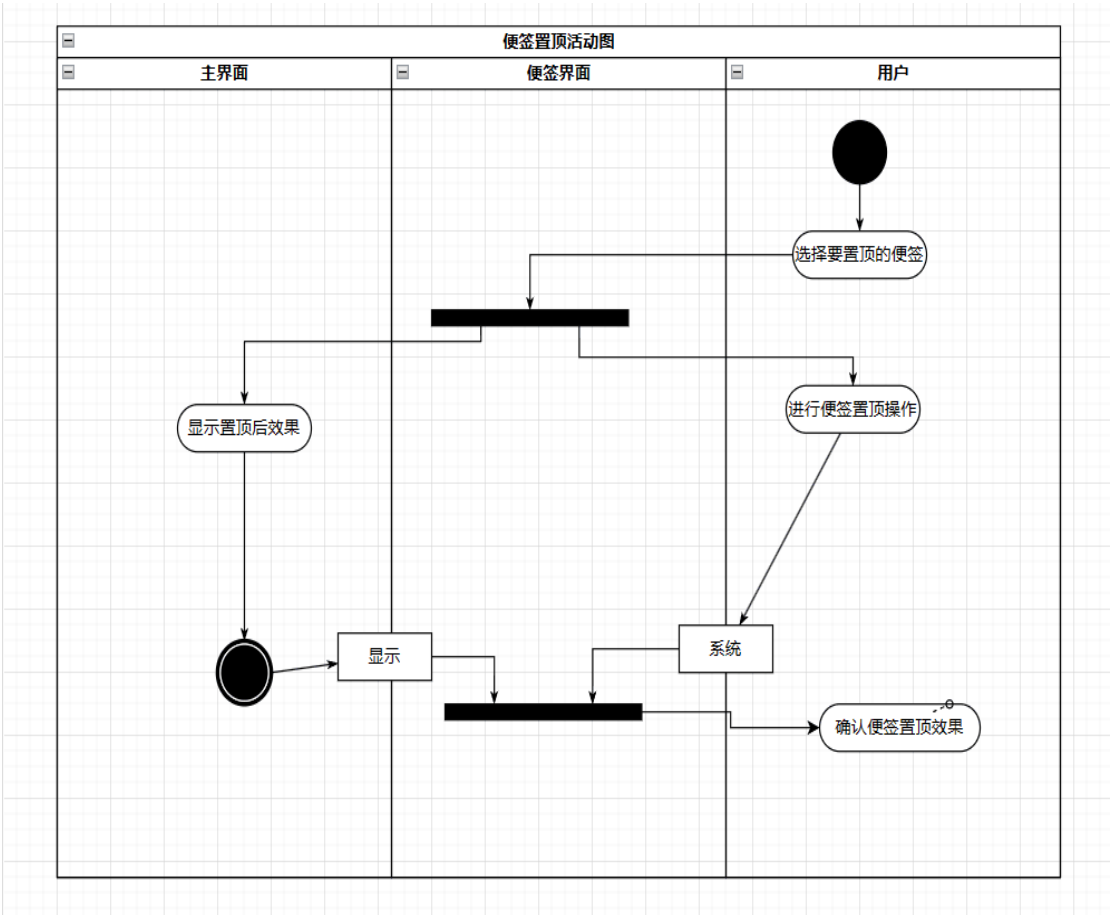 便签置顶活动图
主界面
便签界面
用户
选择要置顶的便签
显示置顶后效果
进行便签置顶操作
显示
系统
确认便签置顶效果